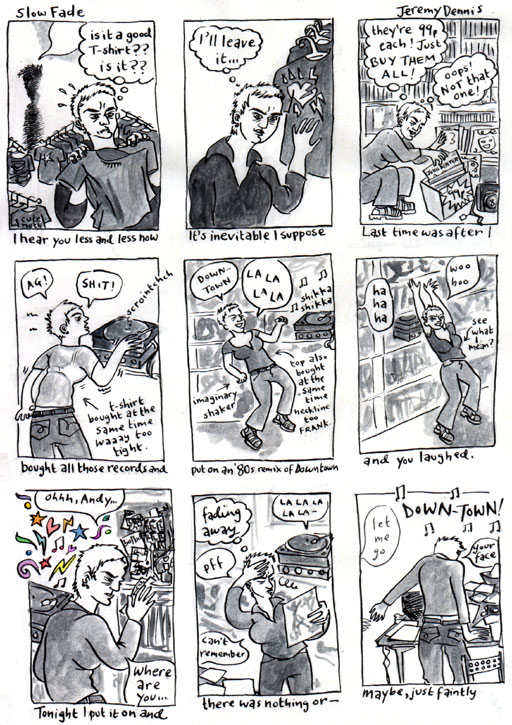 Slow Fade
Jeremy Dennis
is it a good
T-shirt??
is it??
cute
moth
I hear you less and less now
I'll leave
it...
It's inevitable I suppose
they're 99p
each! Just
BUY THEM
ALL!
oops!
NOT that
one!
99p
Last time was after I
AG!
SHIT!
scrointchch
t-shirt
bought at the
same time
waaay too
tight.
bought all those records and
DOWN-
TOWN
LA LA
LA LA
shikka
shikka
imaginary
shaker
top also
bought
at the
same
time
neckline
too
FRANK.
put on an '80s remix of Downtown
ha
ha
ha
woo
hoo
see
what I
mean?
and you laughed.
Ohhh, Andy...
Where
are
you...
Tonight I put it on and
fading
away
LA LA LA
LA LA -
pff
can't
remember
there was nothing or -
DOWN-TOWN!
let
me
go
your
face
maybe, just faintly